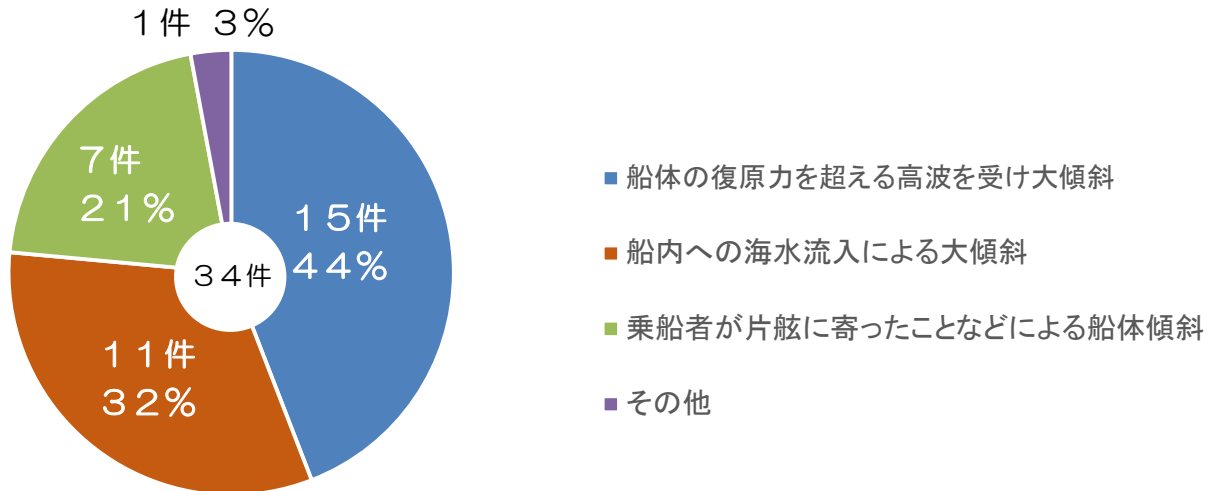 １件 ３％
７件
２１％
１５件
４４％
３４件
１１件
３２％
船体の復原力を超える高波を受け大傾斜
船内への海水流入による大傾斜
乗船者が片舷に寄ったことなどによる船体傾斜
その他